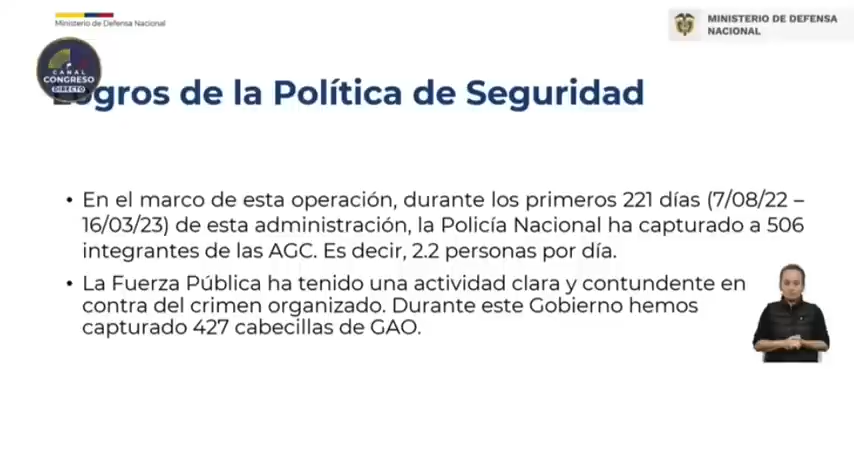 Ministerio de Defensa Nacional
MINISTERIO DE DEFENSA
NACIONAL
CANAL
CONGRESO
DIRECTO
Logros de la Política de Seguridad
• En el marco de esta operación, durante los primeros 221 días (7/08/22 –
16/03/23) de esta administración, la Policía Nacional ha capturado a 506
integrantes de las AGC. Es decir, 2.2 personas por día.
• La Fuerza Pública ha tenido una actividad clara y contundente en
contra del crimen organizado. Durante este Gobierno hemos
capturado 427 cabecillas de GAO.